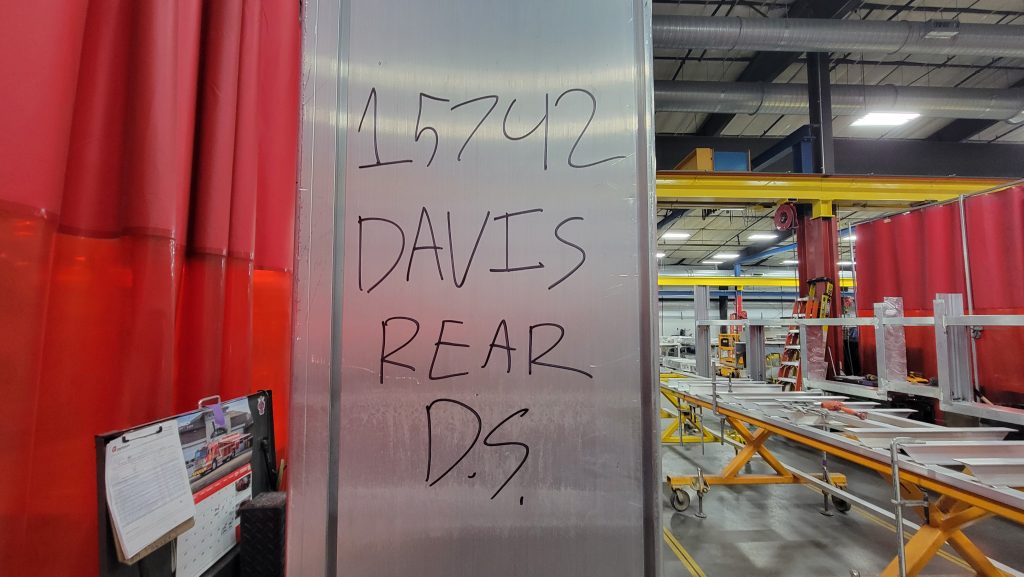 15742
DAVIS
REAR
D.S.